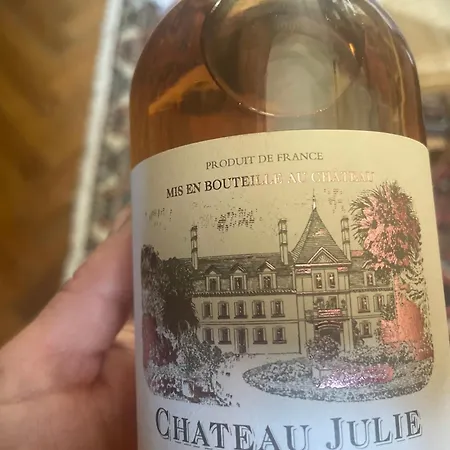 PRODUIT DE FRANCE
MIS EN BOUTEILLE AU CHATEAU
CHATEAU JULIE